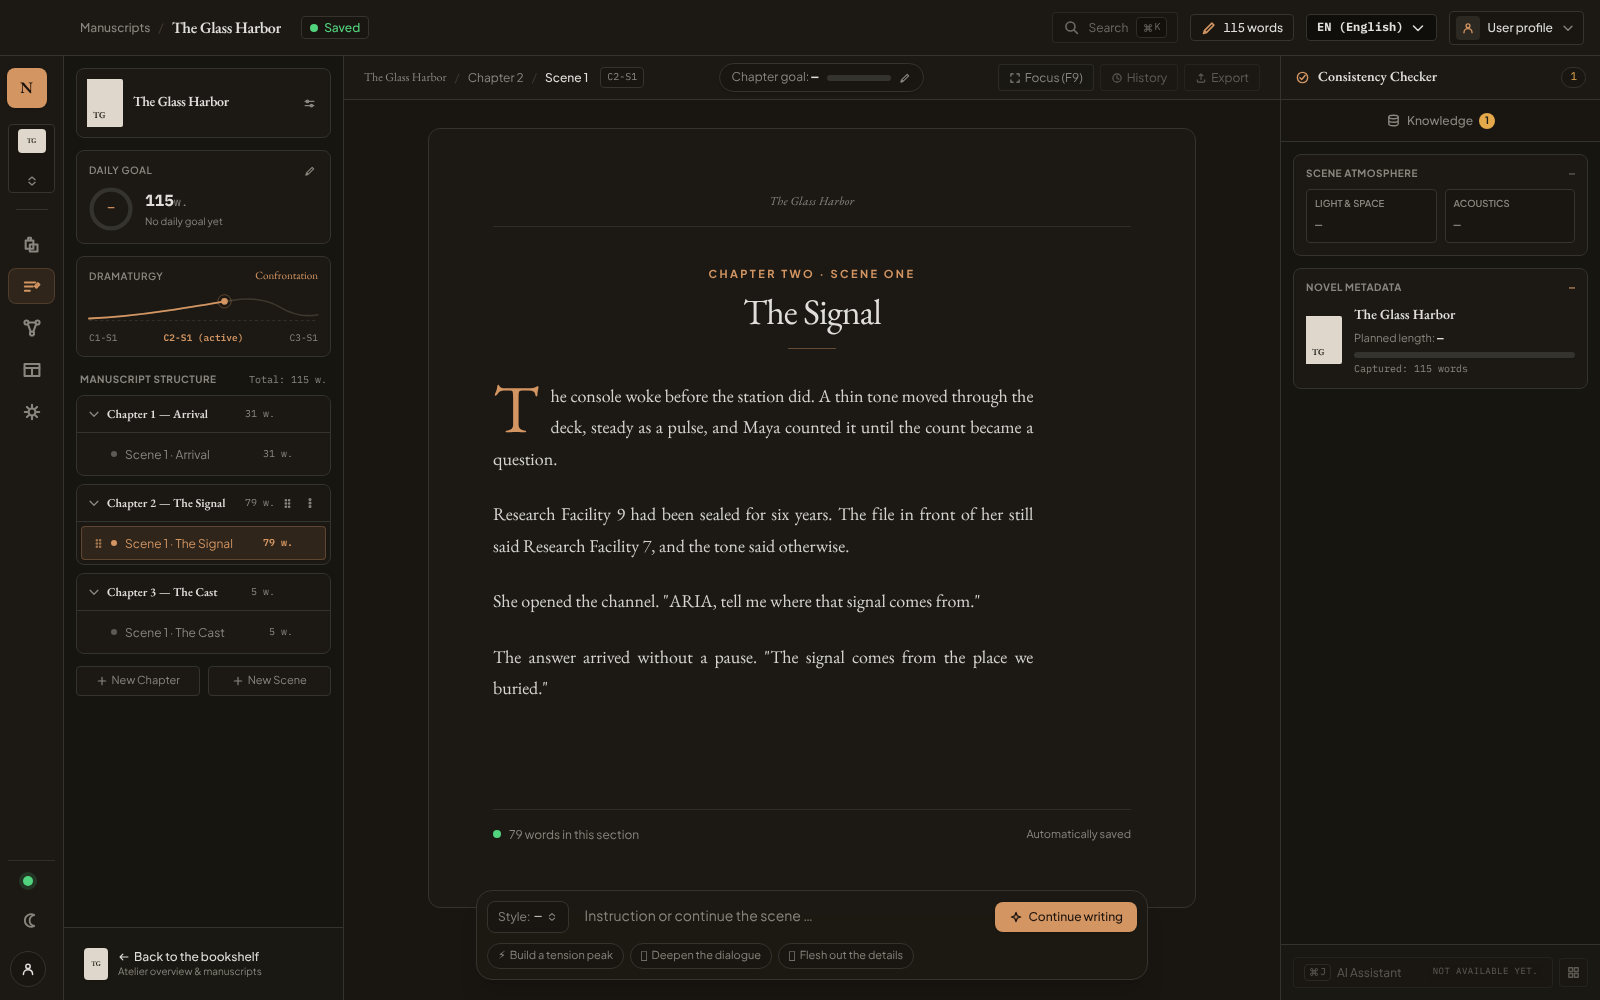 Manuscripts / The Glass Harbor
Saved
Search ⌘K
115 words
EN (English)
User profile
N
TG
TG
The Glass Harbor
DAILY GOAL
–
115w.
No daily goal yet
DRAMATURGY
Confrontation
C1-S1
C2-S1 (active)
C3-S1
MANUSCRIPT STRUCTURE
Total: 115 w.
Chapter 1 — Arrival
31 w.
Scene 1 · Arrival
31 w.
Chapter 2 — The Signal
79 w.
Scene 1 · The Signal
79 w.
Chapter 3 — The Cast
5 w.
Scene 1 · The Cast
5 w.
+ New Chapter
+ New Scene
TG
← Back to the bookshelf
Atelier overview & manuscripts
The Glass Harbor / Chapter 2 / Scene 1
C2-S1
Chapter goal: –
Focus (F9)
History
Export
The Glass Harbor
CHAPTER TWO · SCENE ONE
The Signal
The console woke before the station did. A thin tone moved through the
deck, steady as a pulse, and Maya counted it until the count became a
question.
Research Facility 9 had been sealed for six years. The file in front of her still
said Research Facility 7, and the tone said otherwise.
She opened the channel. "ARIA, tell me where that signal comes from."
The answer arrived without a pause. "The signal comes from the place we
buried."
79 words in this section
Automatically saved
Style: –
Instruction or continue the scene ...
Continue writing
⚡ Build a tension peak
Deepen the dialogue
Flesh out the details
Consistency Checker
1
Knowledge 1
SCENE ATMOSPHERE
–
LIGHT & SPACE
–
ACOUSTICS
–
NOVEL METADATA
–
TG
The Glass Harbor
Planned length: –
Captured: 115 words
⌘J AI Assistant
NOT AVAILABLE YET.